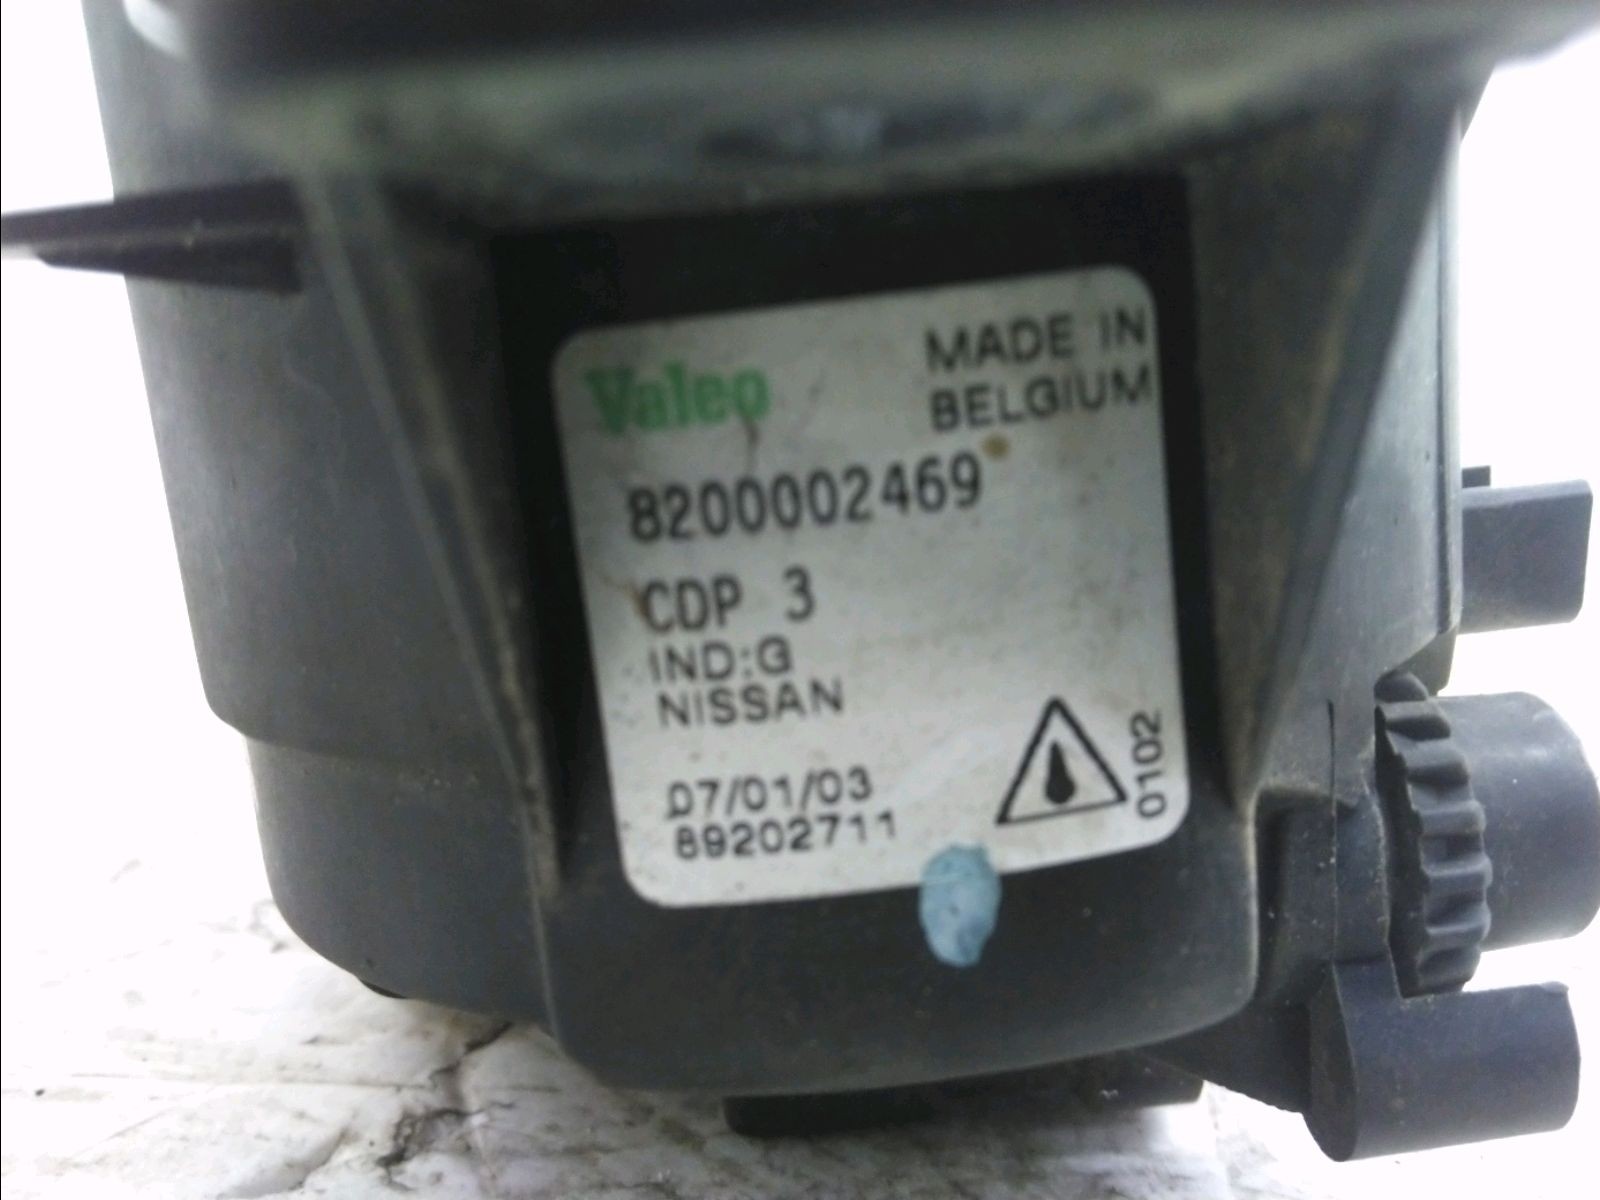 Valeo
MADE IN
BELGIUM
8200002469
CDP 3
IND:G
NISSAN
07/01/03
89202711
0102